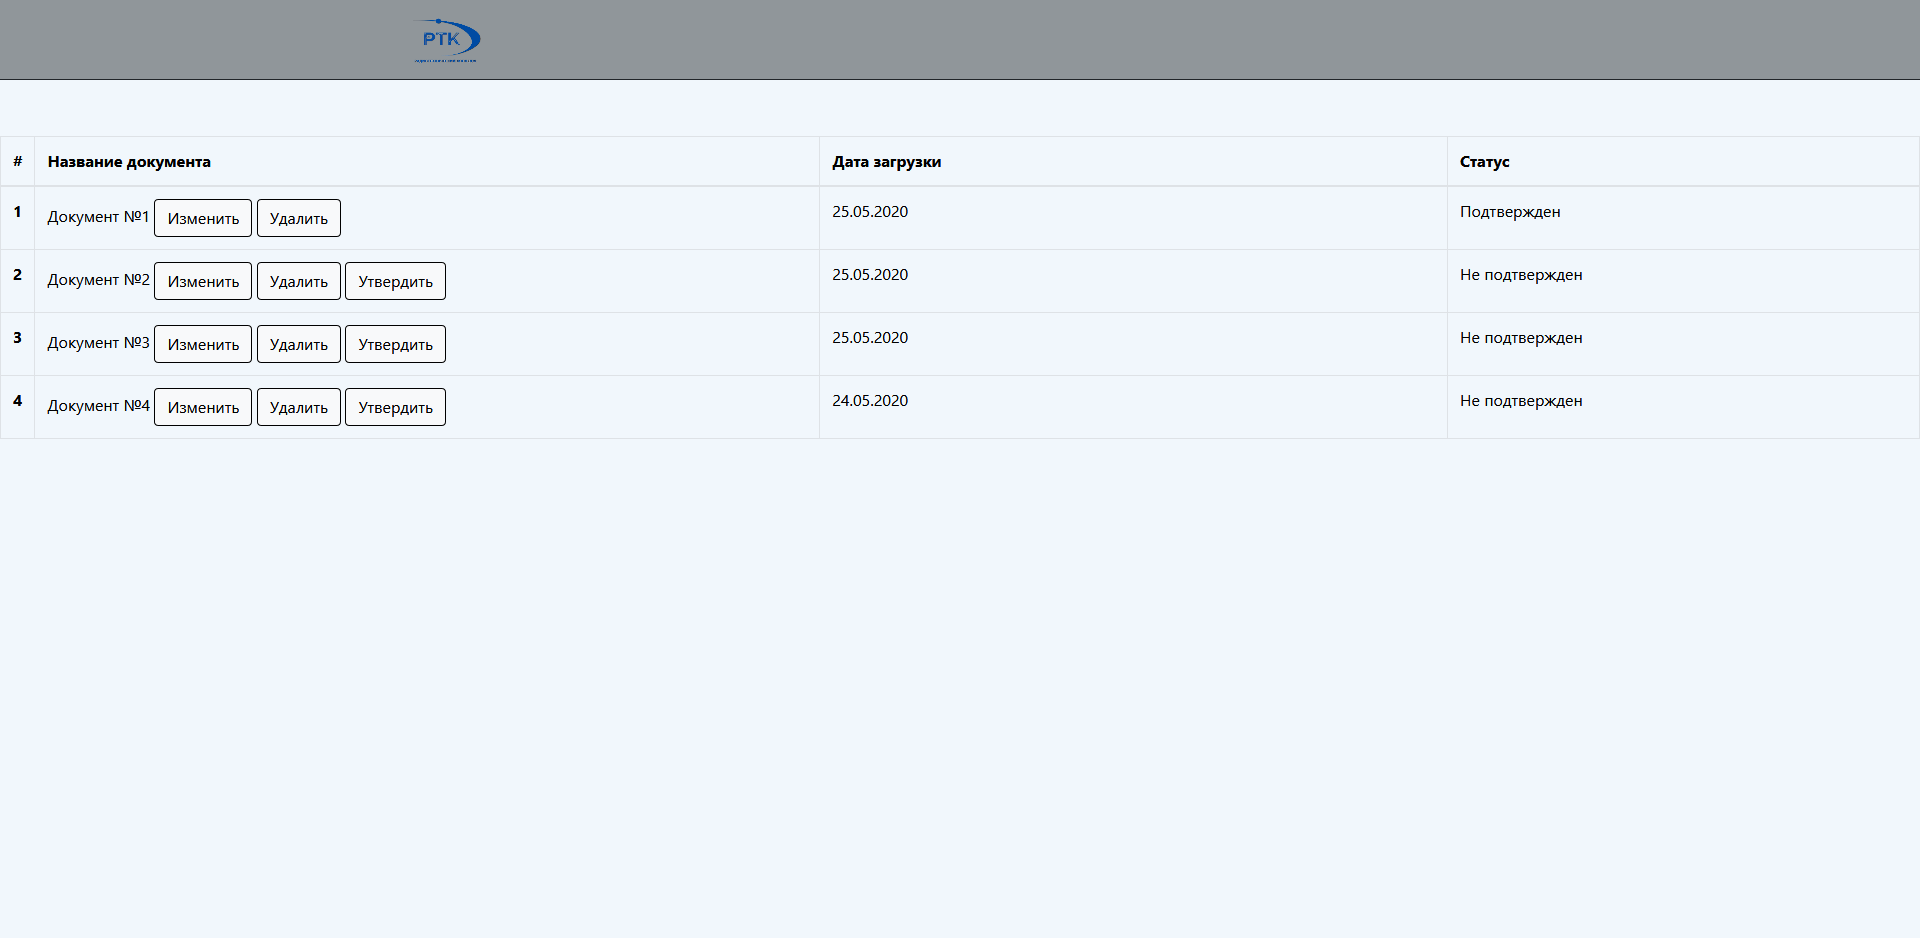 РТК
# Название документа Дата загрузки Статус
1 Документ №1 Изменить Удалить 25.05.2020 Подтвержден
2 Документ №2 Изменить Удалить Утвердить 25.05.2020 Не подтвержден
3 Документ №3 Изменить Удалить Утвердить 25.05.2020 Не подтвержден
4 Документ №4 Изменить Удалить Утвердить 24.05.2020 Не подтвержден